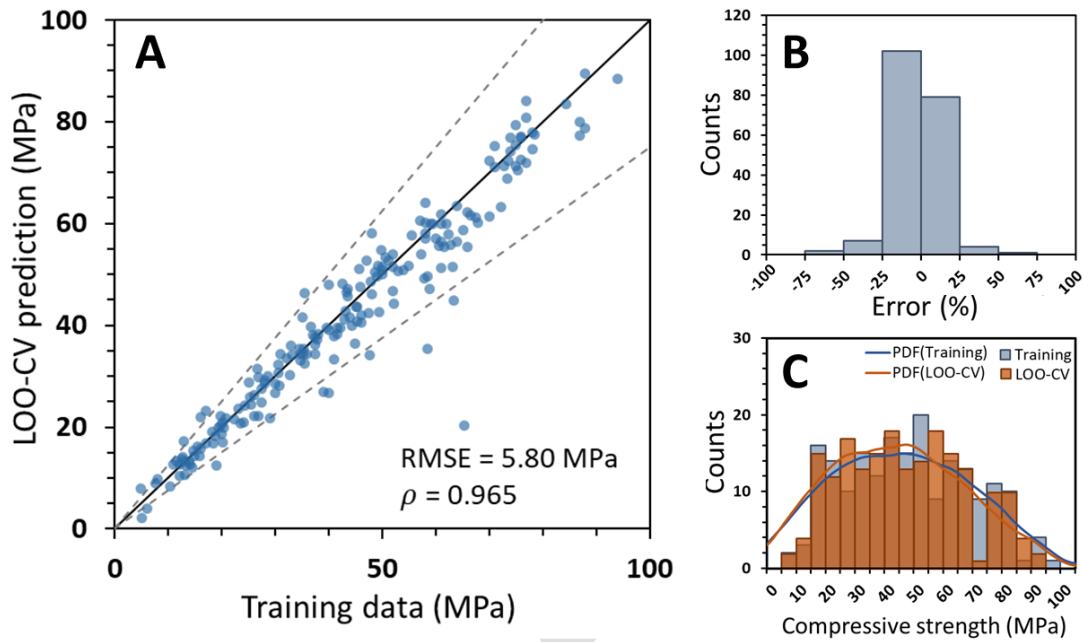 A
100
80
60
40
20
0
LOO-CV prediction (MPa)
RMSE = 5.80 MPa
ρ = 0.965
0
50
100
Training data (MPa)
B
120
100
80
60
40
20
0
Counts
-100
-75
-50
-25
0
25
50
75
100
Error (%)
C
PDF(Training)
Training
PDF(LOO-CV)
LOO-CV
30
20
10
0
Counts
0
10
20
30
40
50
60
70
80
90
100
Compressive strength (MPa)